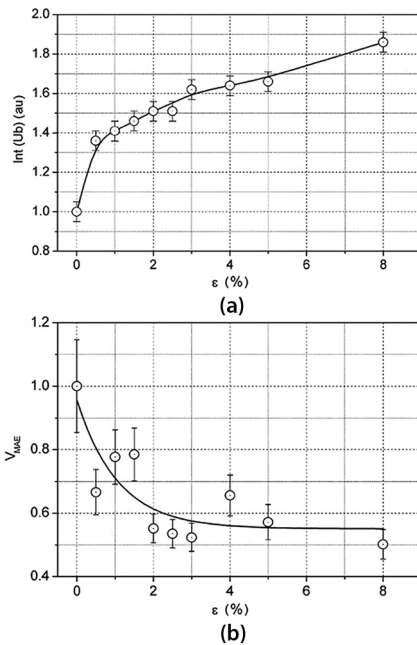 2.0
1.8
1.6
1.4
1.2
1.0
0.8
Int (Ub) (au)
0 2 4 6 8
ε (%)
(a)
1.2
1.0
0.8
0.6
0.4
V_MAE
0 2 4 6 8
ε (%)
(b)